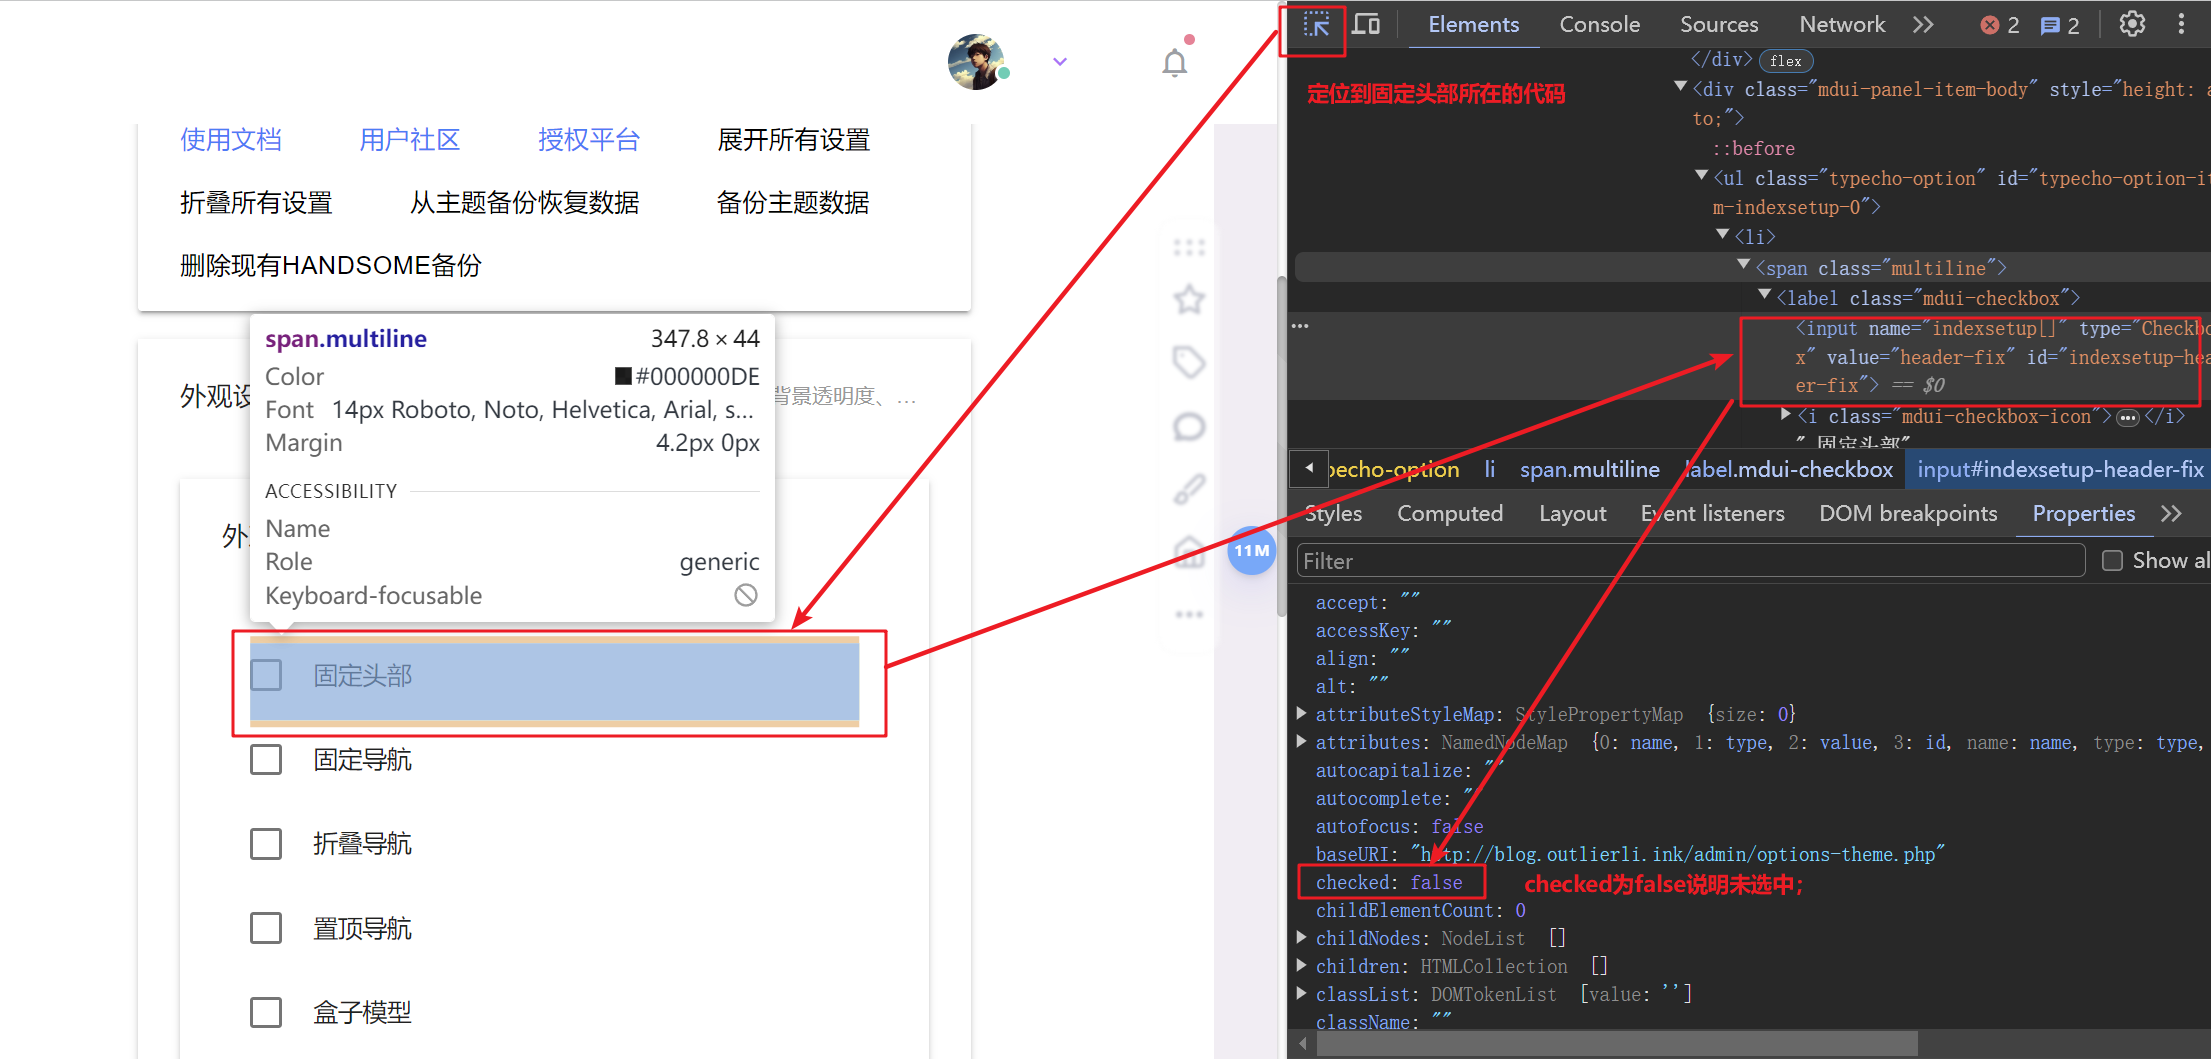 使用文档 用户社区 授权平台 展开所有设置
折叠所有设置 从主题备份恢复数据 备份主题数据
删除现有HANDSOME备份
span.multiline 347.8 × 44
Color #000000DE
Font 14px Roboto, Noto, Helvetica, Arial, s...
Margin 4.2px 0px
ACCESSIBILITY
Name
Role generic
Keyboard-focusable
外观设 背景透明度、...
外
固定头部
固定导航
折叠导航
置顶导航
盒子模型
11M
Elements Console Sources Network 2 2
定位到固定头部所在的代码
</div> flex
<div class="mdui-panel-item-body" style="height: a
to;">
::before
<ul class="typecho-option" id="typecho-option-it
m-indexsetup-0">
<li>
<span class="multiline">
<label class="mdui-checkbox">
<input name="indexsetup[]" type="Checkbo
x" value="header-fix" id="indexsetup-hea
er-fix"> == $0
<i class="mdui-checkbox-icon"> ••• </i>
" 固定头部"
pecho-option li span.multiline label.mdui-checkbox input#indexsetup-header-fix
Styles Computed Layout Event listeners DOM breakpoints Properties
Filter Show al
accept: ""
accessKey: ""
align: ""
alt: ""
attributeStyleMap: StylePropertyMap {size: 0}
attributes: NamedNodeMap {0: name, 1: type, 2: value, 3: id, name: name, type: type,
autocapitalize: ""
autocomplete: ""
autofocus: false
baseURI: "http://blog.outlierli.ink/admin/options-theme.php"
checked: false checked为false说明未选中;
childElementCount: 0
childNodes: NodeList []
children: HTMLCollection []
classList: DOMTokenList [value: '']
className: ""